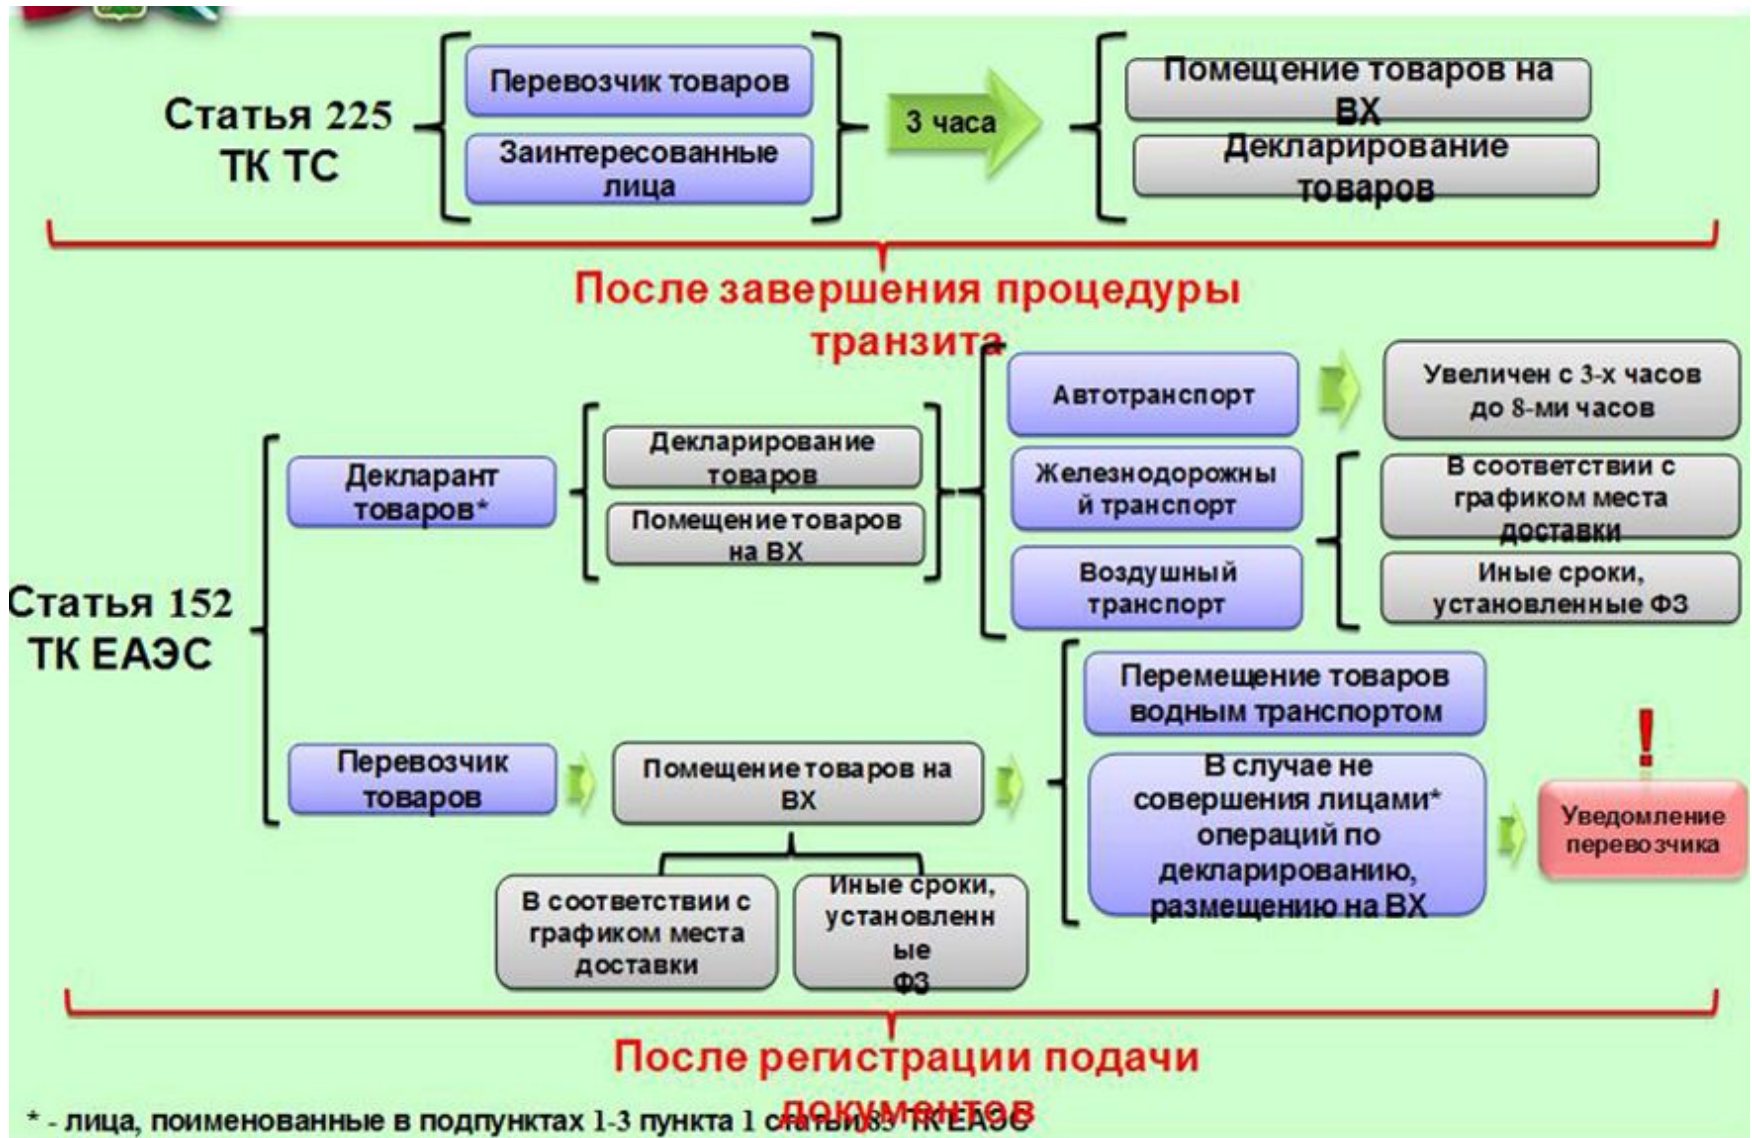 Статья 225
ТК ТС
Перевозчик товаров
Заинтересованные
лица
3 часа
Помещение товаров на
ВХ
Декларирование
товаров
После завершения процедуры
транзита
Статья 152
ТК ЕАЭС
Декларант
товаров*
Декларирование
товаров
Помещение товаров
на ВХ
Автотранспорт
Увеличен с 3-х часов
до 8-ми часов
Железнодорожны
й транспорт
Воздушный
транспорт
В соответствии с
графиком места
доставки
Иные сроки,
установленные ФЗ
Перевозчик
товаров
Помещение товаров на
ВХ
В соответствии с
графиком места
доставки
Иные сроки,
установленн
ые
ФЗ
Перемещение товаров
водным транспортом
В случае не
совершения лицами*
операций по
декларированию,
размещению на ВХ
!
Уведомление
перевозчика
После регистрации подачи
документов
* - лица, поименованные в подпунктах 1-3 пункта 1 статьи 83 ТК ЕАЭС